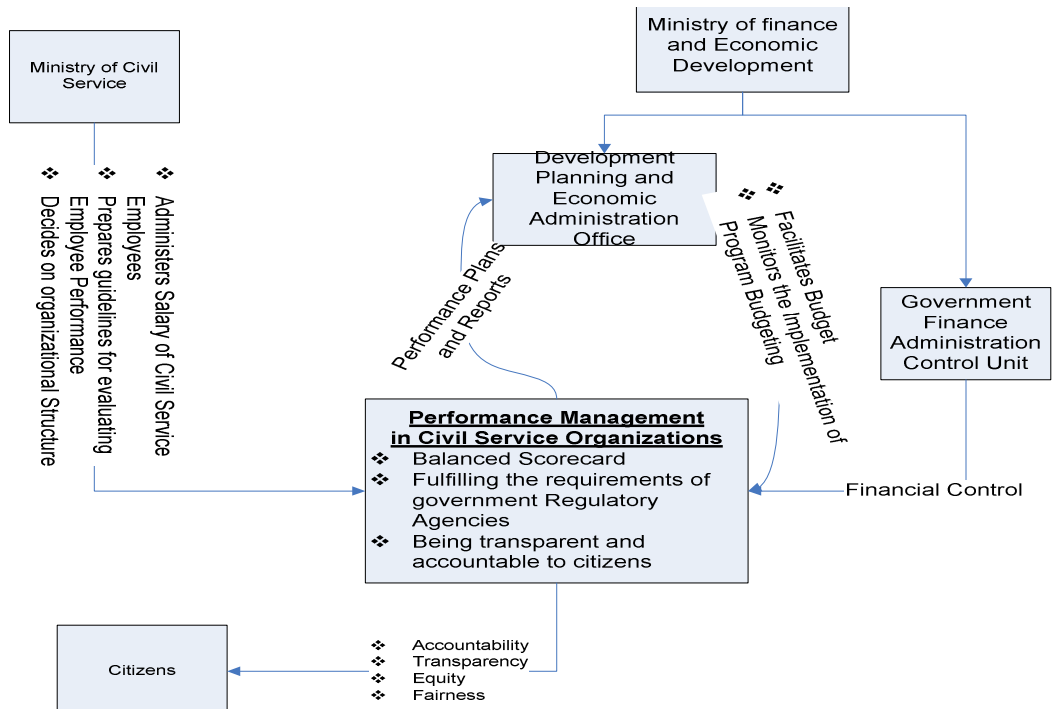 Ministry of Civil
Service
Ministry of finance
and Economic
Development
Development
Planning and
Economic
Administration
Office
❖ Administers Salary of Civil Service
Employees
❖ Prepares guidelines for evaluating
Employee Performance
❖ Decides on organizational Structure
Performance Plans
and Reports
❖ Facilitates Budget
❖ Monitors the Implementation of
Program Budgeting
Government
Finance
Administration
Control Unit
Performance Management
in Civil Service Organizations
❖ Balanced Scorecard
❖ Fulfilling the requirements of
government Regulatory
Agencies
❖ Being transparent and
accountable to citizens
Financial Control
Citizens
❖ Accountability
❖ Transparency
❖ Equity
❖ Fairness